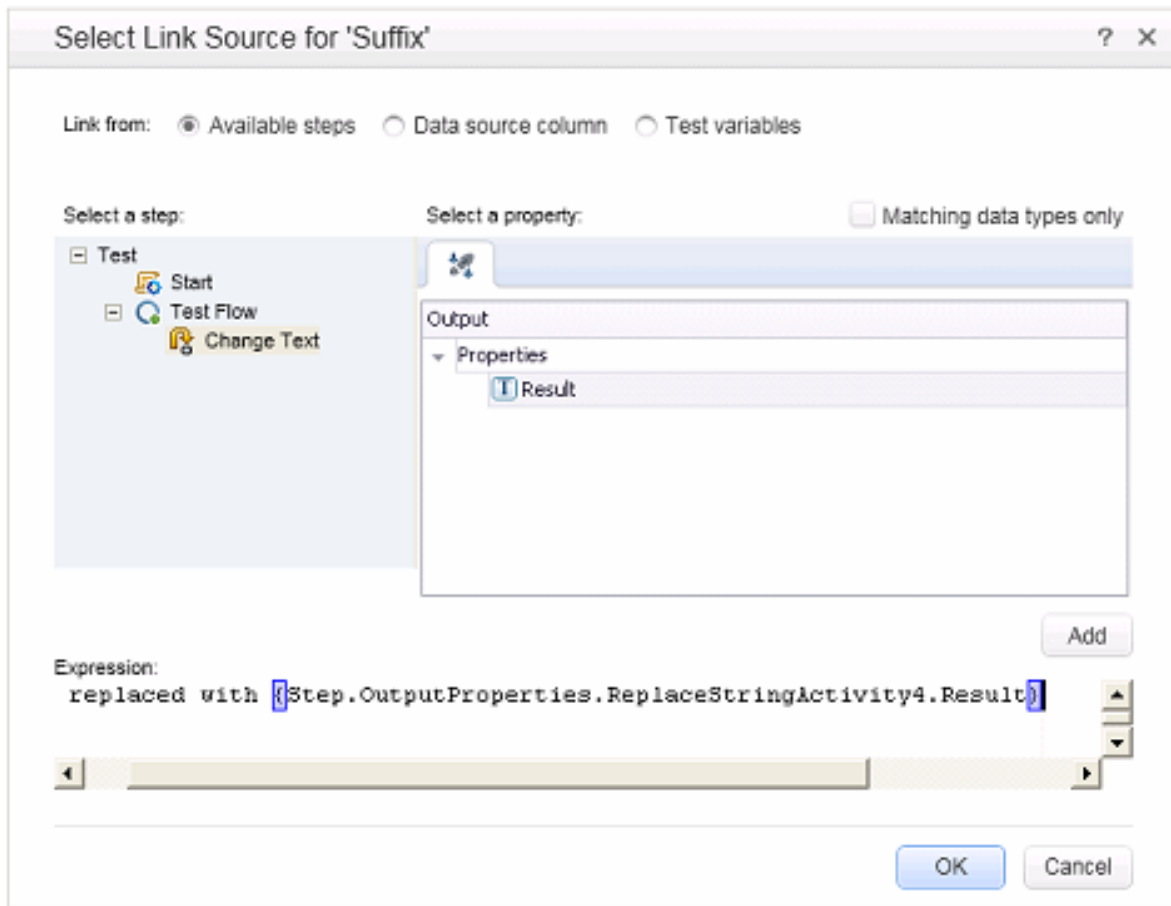 Select Link Source for 'Suffix' ? ×
Link from: Available steps Data source column Test variables
Select a step: Select a property: Matching data types only
Test
Start
Test Flow
Change Text
Output
Properties
T Result
Add
Expression:
replaced with {Step.OutputProperties.ReplaceStringActivity4.Result}
OK Cancel